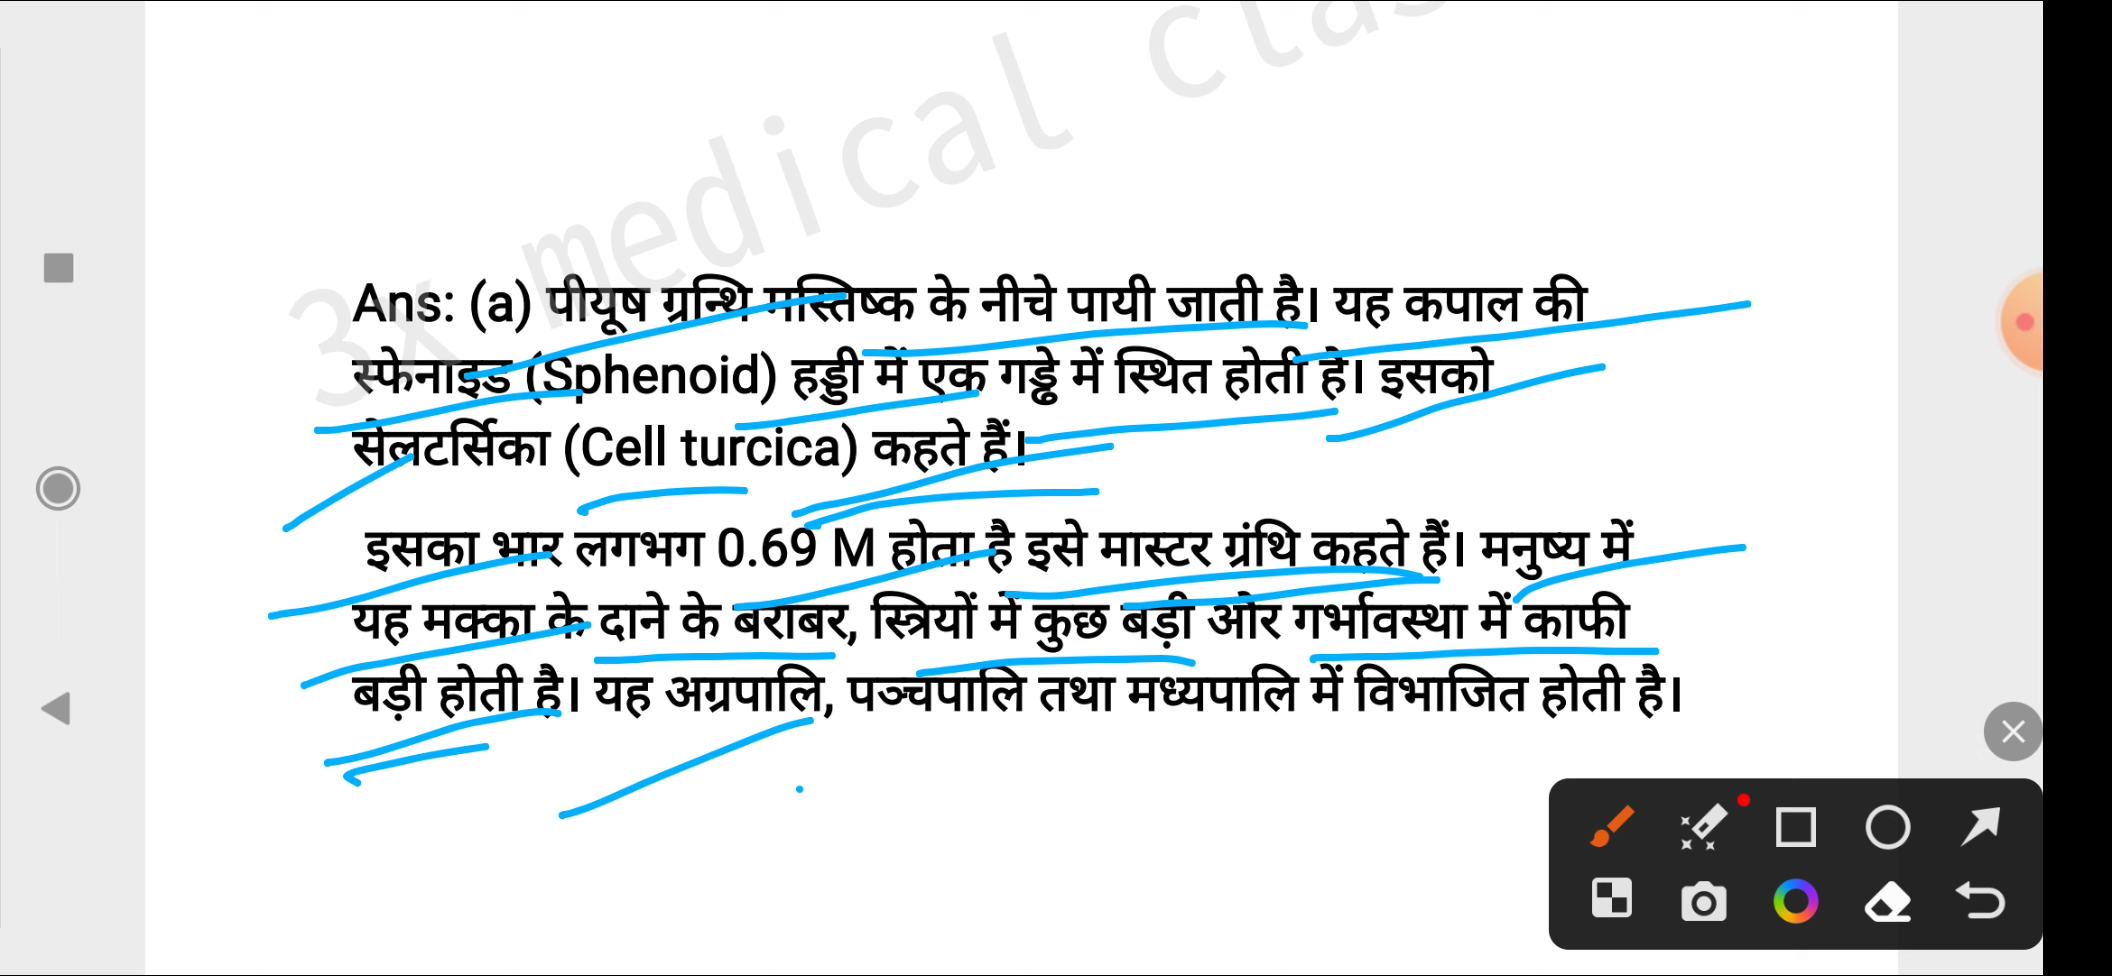 3x medical clas
Ans: (a) पीयूष ग्रन्थि मस्तिष्क के नीचे पायी जाती है। यह कपाल की
स्फेनाइड (Sphenoid) हड्डी में एक गड्ढे में स्थित होती है। इसको
सेलटर्सिका (Cell turcica) कहते हैं।
इसका भार लगभग 0.69 M होता है इसे मास्टर ग्रंथि कहते हैं। मनुष्य में
यह मक्का के दाने के बराबर, स्त्रियों में कुछ बड़ी और गर्भावस्था में काफी
बड़ी होती है। यह अग्रपालि, पञ्चपालि तथा मध्यपालि में विभाजित होती है।